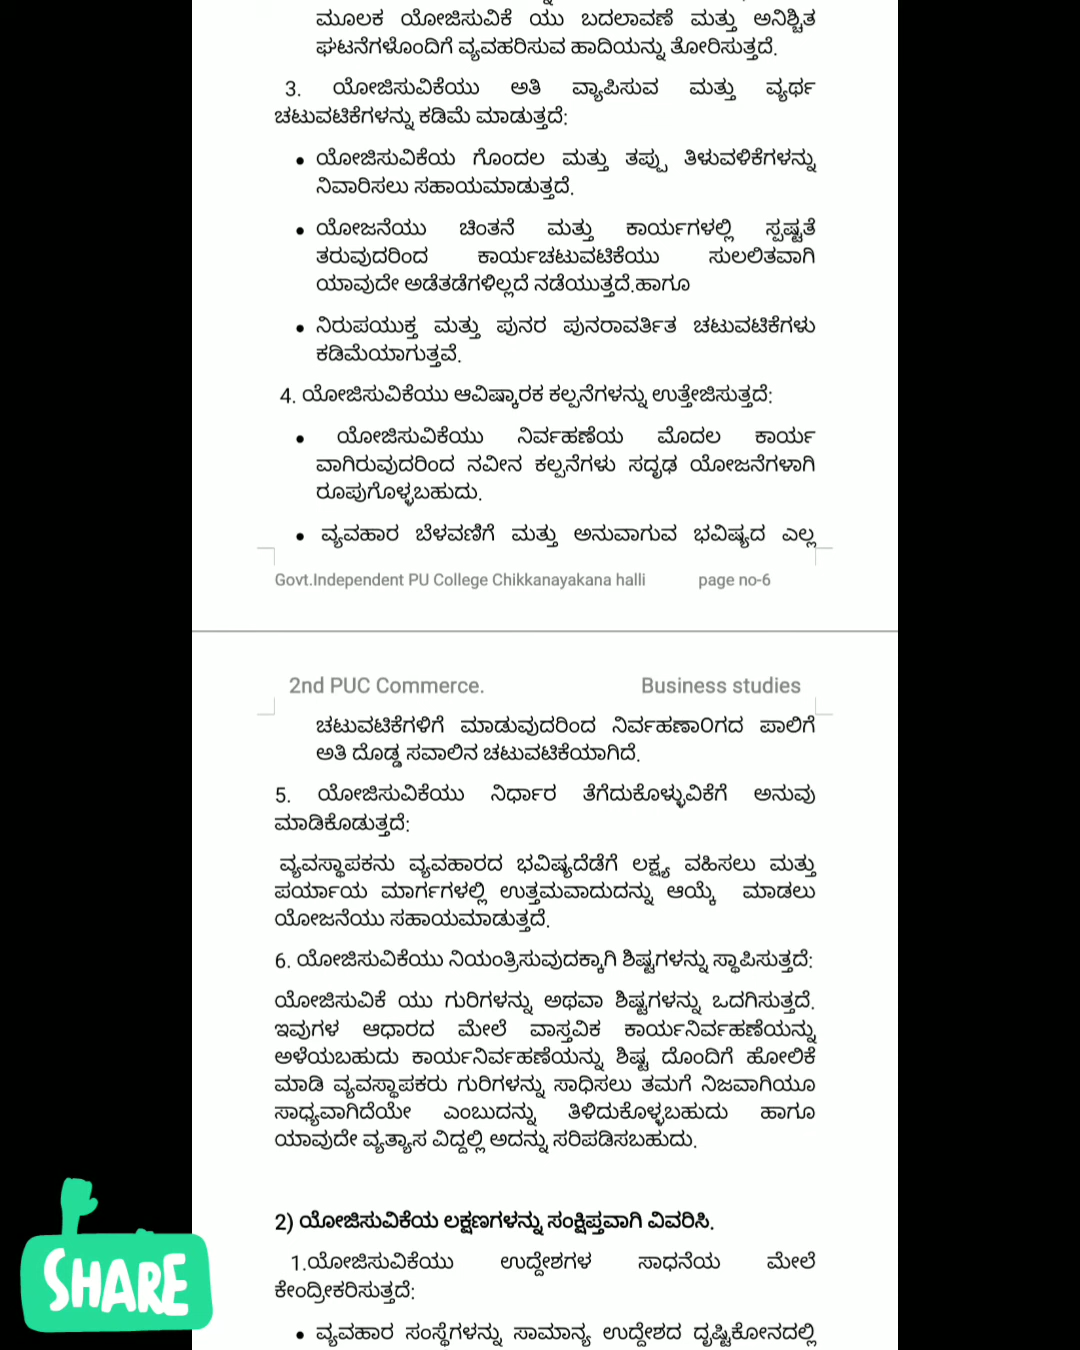 ಮೂಲಕ ಯೋಜಿಸುವಿಕೆ ಯು ಬದಲಾವಣೆ ಮತ್ತು ಅನಿಶ್ಚಿತ
ಘಟನೆಗಳೊಂದಿಗೆ ವ್ಯವಹರಿಸುವ ಹಾದಿಯನ್ನು ತೋರಿಸುತ್ತದೆ.
3. ಯೋಜಿಸುವಿಕೆಯು ಅತಿ ವ್ಯಾಪಿಸುವ ಮತ್ತು ವ್ಯರ್ಥ
ಚಟುವಟಿಕೆಗಳನ್ನು ಕಡಿಮೆ ಮಾಡುತ್ತದೆ:
• ಯೋಜಿಸುವಿಕೆಯ ಗೊಂದಲ ಮತ್ತು ತಪ್ಪು ತಿಳುವಳಿಕೆಗಳನ್ನು
ನಿವಾರಿಸಲು ಸಹಾಯಮಾಡುತ್ತದೆ.
• ಯೋಜನೆಯು ಚಿಂತನೆ ಮತ್ತು ಕಾರ್ಯಗಳಲ್ಲಿ ಸ್ಪಷ್ಟತೆ
ತರುವುದರಿಂದ ಕಾರ್ಯಚಟುವಟಿಕೆಯು ಸುಲಲಿತವಾಗಿ
ಯಾವುದೇ ಅಡೆತಡೆಗಳಿಲ್ಲದೆ ನಡೆಯುತ್ತದೆ.ಹಾಗೂ
• ನಿರುಪಯುಕ್ತ ಮತ್ತು ಪುನರ ಪುನರಾವರ್ತಿತ ಚಟುವಟಿಕೆಗಳು
ಕಡಿಮೆಯಾಗುತ್ತವೆ.
4. ಯೋಜಿಸುವಿಕೆಯು ಆವಿಷ್ಕಾರಕ ಕಲ್ಪನೆಗಳನ್ನು ಉತ್ತೇಜಿಸುತ್ತದೆ:
• ಯೋಜಿಸುವಿಕೆಯು ನಿರ್ವಹಣೆಯ ಮೊದಲ ಕಾರ್ಯ
ವಾಗಿರುವುದರಿಂದ ನವೀನ ಕಲ್ಪನೆಗಳು ಸದೃಢ ಯೋಜನೆಗಳಾಗಿ
ರೂಪುಗೊಳ್ಳಬಹುದು.
• ವ್ಯವಹಾರ ಬೆಳವಣಿಗೆ ಮತ್ತು ಅನುವಾಗುವ ಭವಿಷ್ಯದ ಎಲ್ಲ
Govt.Independent PU College Chikkanayakana halli page no-6
2nd PUC Commerce. Business studies
ಚಟುವಟಿಕೆಗಳಿಗೆ ಮಾಡುವುದರಿಂದ ನಿರ್ವಹಣಾ೦ಗದ ಪಾಲಿಗೆ
ಅತಿ ದೊಡ್ಡ ಸವಾಲಿನ ಚಟುವಟಿಕೆಯಾಗಿದೆ.
5. ಯೋಜಿಸುವಿಕೆಯು ನಿರ್ಧಾರ ತೆಗೆದುಕೊಳ್ಳುವಿಕೆಗೆ ಅನುವು
ಮಾಡಿಕೊಡುತ್ತದೆ:
ವ್ಯವಸ್ಥಾಪಕನು ವ್ಯವಹಾರದ ಭವಿಷ್ಯದೆಡೆಗೆ ಲಕ್ಷ್ಯ ವಹಿಸಲು ಮತ್ತು
ಪರ್ಯಾಯ ಮಾರ್ಗಗಳಲ್ಲಿ ಉತ್ತಮವಾದುದನ್ನು ಆಯ್ಕೆ ಮಾಡಲು
ಯೋಜನೆಯು ಸಹಾಯಮಾಡುತ್ತದೆ.
6. ಯೋಜಿಸುವಿಕೆಯು ನಿಯಂತ್ರಿಸುವುದಕ್ಕಾಗಿ ಶಿಷ್ಟಗಳನ್ನು ಸ್ಥಾಪಿಸುತ್ತದೆ:
ಯೋಜಿಸುವಿಕೆ ಯು ಗುರಿಗಳನ್ನು ಅಥವಾ ಶಿಷ್ಟಗಳನ್ನು ಒದಗಿಸುತ್ತದೆ.
ಇವುಗಳ ಆಧಾರದ ಮೇಲೆ ವಾಸ್ತವಿಕ ಕಾರ್ಯನಿರ್ವಹಣೆಯನ್ನು
ಅಳೆಯಬಹುದು ಕಾರ್ಯನಿರ್ವಹಣೆಯನ್ನು ಶಿಷ್ಟ ದೊಂದಿಗೆ ಹೋಲಿಕೆ
ಮಾಡಿ ವ್ಯವಸ್ಥಾಪಕರು ಗುರಿಗಳನ್ನು ಸಾಧಿಸಲು ತಮಗೆ ನಿಜವಾಗಿಯೂ
ಸಾಧ್ಯವಾಗಿದೆಯೇ ಎಂಬುದನ್ನು ತಿಳಿದುಕೊಳ್ಳಬಹುದು ಹಾಗೂ
ಯಾವುದೇ ವ್ಯತ್ಯಾಸ ವಿದ್ದಲ್ಲಿ ಅದನ್ನು ಸರಿಪಡಿಸಬಹುದು.
2) ಯೋಜಿಸುವಿಕೆಯ ಲಕ್ಷಣಗಳನ್ನು ಸಂಕ್ಷಿಪ್ತವಾಗಿ ವಿವರಿಸಿ.
1.ಯೋಜಿಸುವಿಕೆಯು ಉದ್ದೇಶಗಳ ಸಾಧನೆಯ ಮೇಲೆ
ಕೇಂದ್ರೀಕರಿಸುತ್ತದೆ:
• ವ್ಯವಹಾರ ಸಂಸ್ಥೆಗಳನ್ನು ಸಾಮಾನ್ಯ ಉದ್ದೇಶದ ದೃಷ್ಟಿಕೋನದಲ್ಲಿ
SHARE